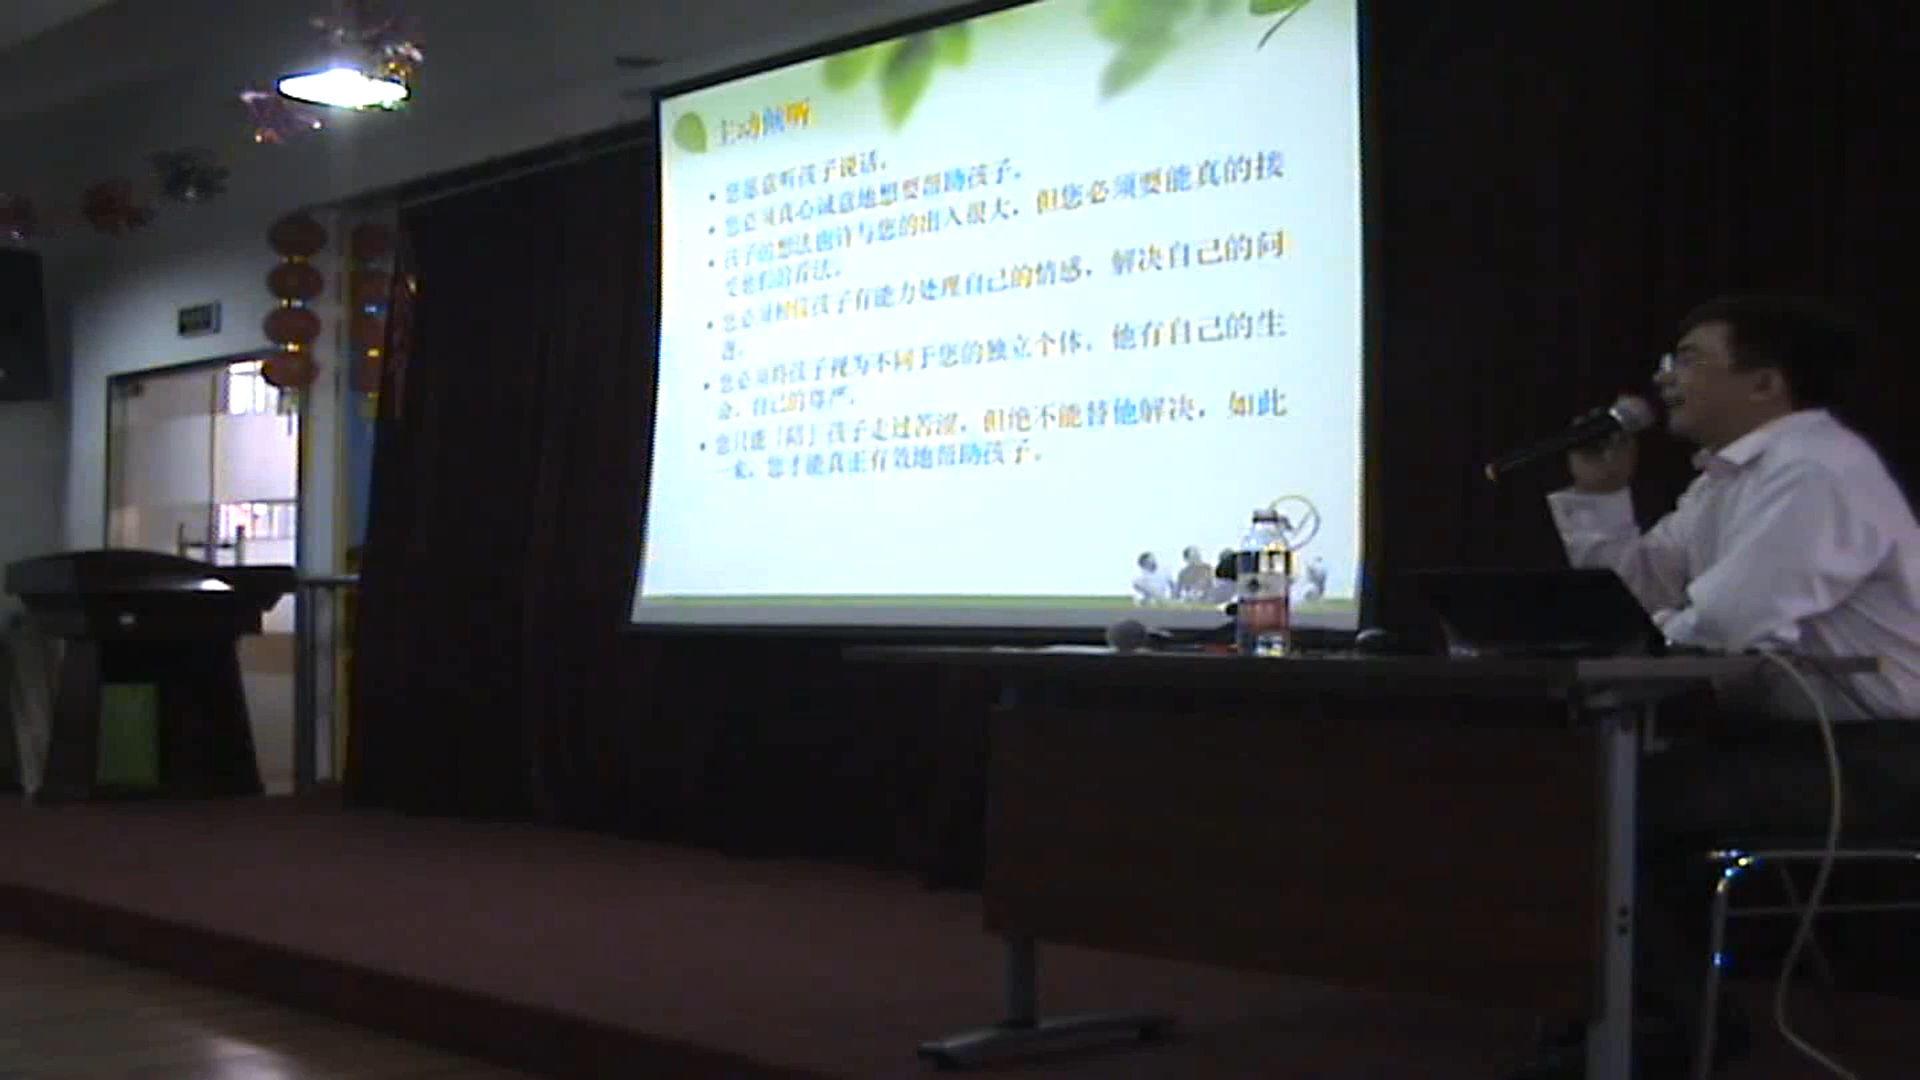 主动倾听
• 您愿意听孩子说话。
• 您必须真心诚意地想要帮助孩子。
• 孩子的想法也许与您的出入很大，但您必须要能真的接
受他们的看法。
• 您必须相信孩子有能力处理自己的情感，解决自己的问
题。
• 您必须将孩子视为不同于您的独立个体，他有自己的生
命，自己的尊严。
• 您只能「陪」孩子走过苦涩，但绝不能替他解决，如此
一来，您才能真正有效地帮助孩子。